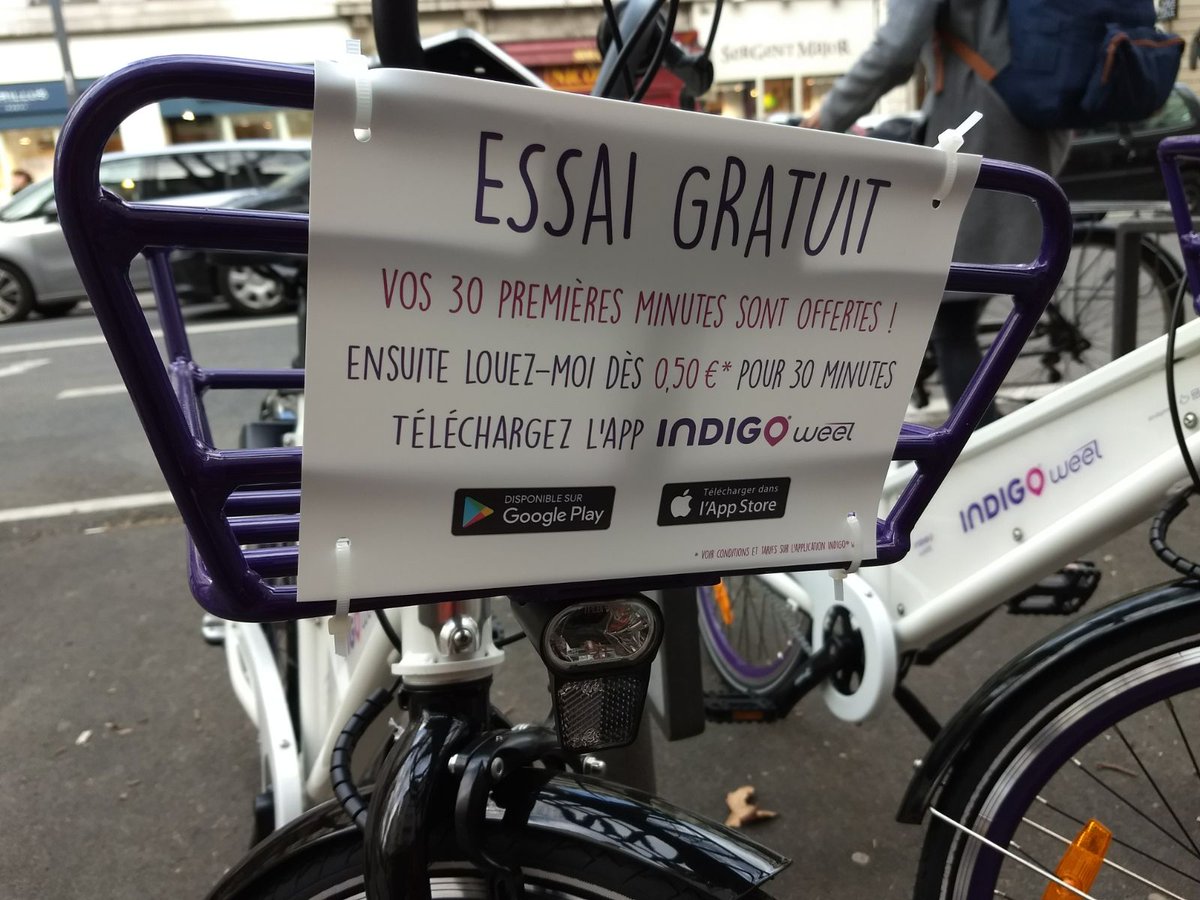 SERGENT MAJOR
ESSAI GRATUIT
VOS 30 PREMIÈRES MINUTES SONT OFFERTES !
ENSUITE LOUEZ-MOI DÈS 0,50 €* POUR 30 MINUTES
TÉLÉCHARGEZ L'APP INDIGO weel
DISPONIBLE SUR
Google Play
Télécharger dans
l'App Store
* VOIR CONDITIONS ET TARIFS SUR L'APPLICATION INDIGO
INDIGO weel